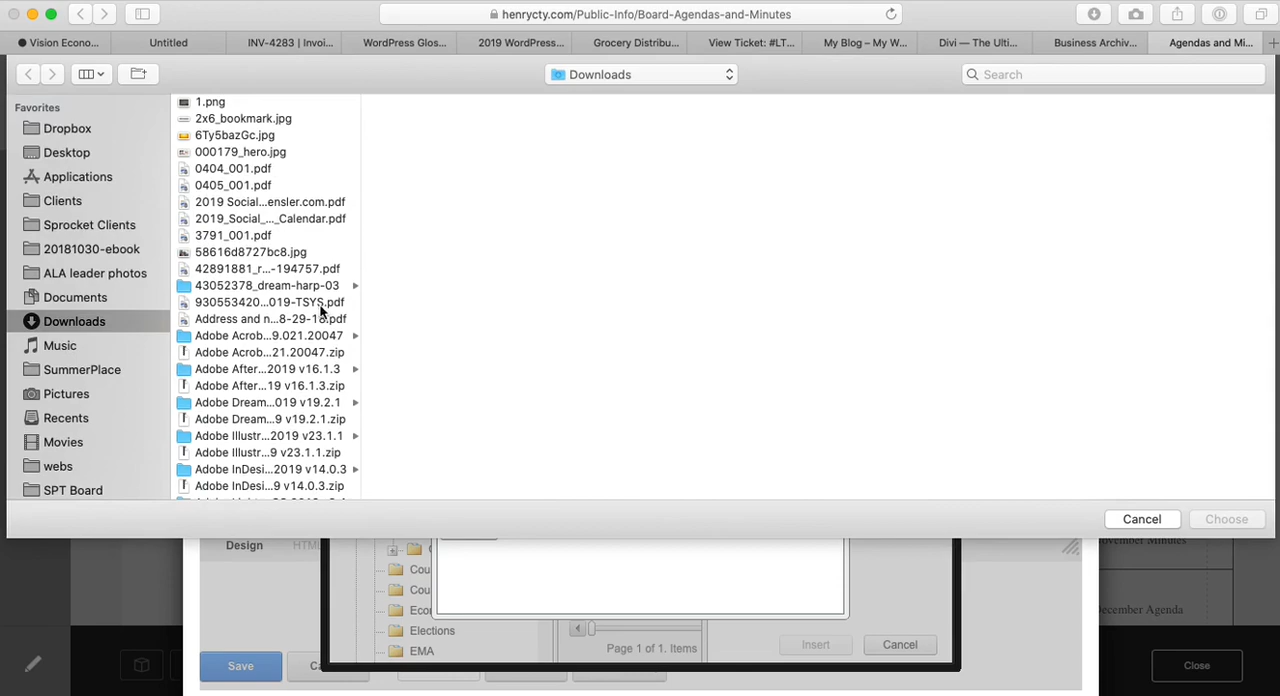 henrycty.com/Public-Info/Board-Agendas-and-Minutes
Vision Econo...
Untitled
INV-4283 | Invoi...
WordPress Glos...
2019 WordPress...
Grocery Distribu...
View Ticket: #LT...
My Blog – My W...
Divi — The Ulti...
Business Archiv...
Agendas and Mi...
Downloads
Search
Favorites
Dropbox
Desktop
Applications
Clients
Sprocket Clients
20181030-ebook
ALA leader photos
Documents
Downloads
Music
SummerPlace
Pictures
Recents
Movies
webs
SPT Board
1.png
2x6_bookmark.jpg
6Ty5bazGc.jpg
000179_hero.jpg
0404_001.pdf
0405_001.pdf
2019 Social...ensler.com.pdf
2019_Social_..._Calendar.pdf
3791_001.pdf
58616d8727bc8.jpg
42891881_r...-194757.pdf
43052378_dream-harp-03
930553420...019-TSYS.pdf
Address and n...8-29-18.pdf
Adobe Acrob...9.021.20047
Adobe Acrob...21.20047.zip
Adobe After...2019 v16.1.3
Adobe After...19 v16.1.3.zip
Adobe Dream...019 v19.2.1
Adobe Dream...9 v19.2.1.zip
Adobe Illustr...2019 v23.1.1
Adobe Illustr...9 v23.1.1.zip
Adobe InDesi...2019 v14.0.3
Adobe InDesi...9 v14.0.3.zip
Cancel
Choose
Design
HTM
Cou
Cou
Eco
Elections
EMA
Page 1 of 1. Items
Insert
Cancel
Save
Ca
November Minutes
December Agenda
Close